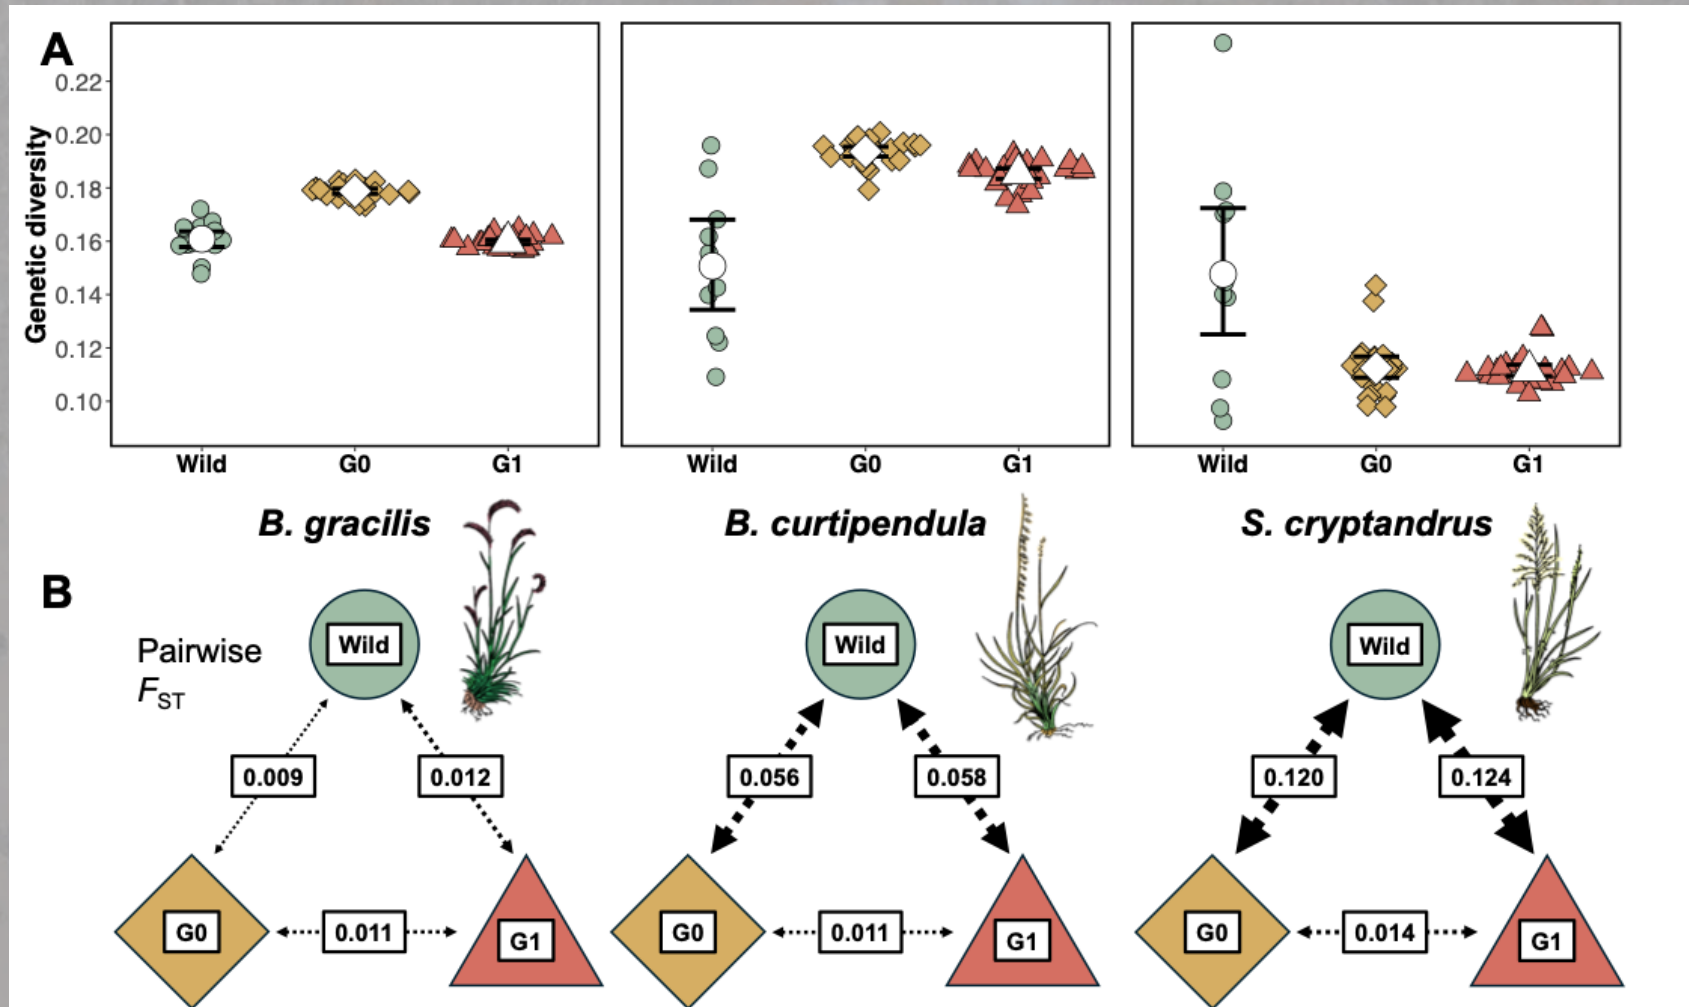 A
Genetic diversity
0.22
0.20
0.18
0.16
0.14
0.12
0.10
Wild G0 G1
Wild G0 G1
Wild G0 G1
B. gracilis
B. curtipendula
S. cryptandrus
B
Pairwise
FST
Wild
0.009
0.012
G0
0.011
G1
Wild
0.056
0.058
G0
0.011
G1
Wild
0.120
0.124
G0
0.014
G1